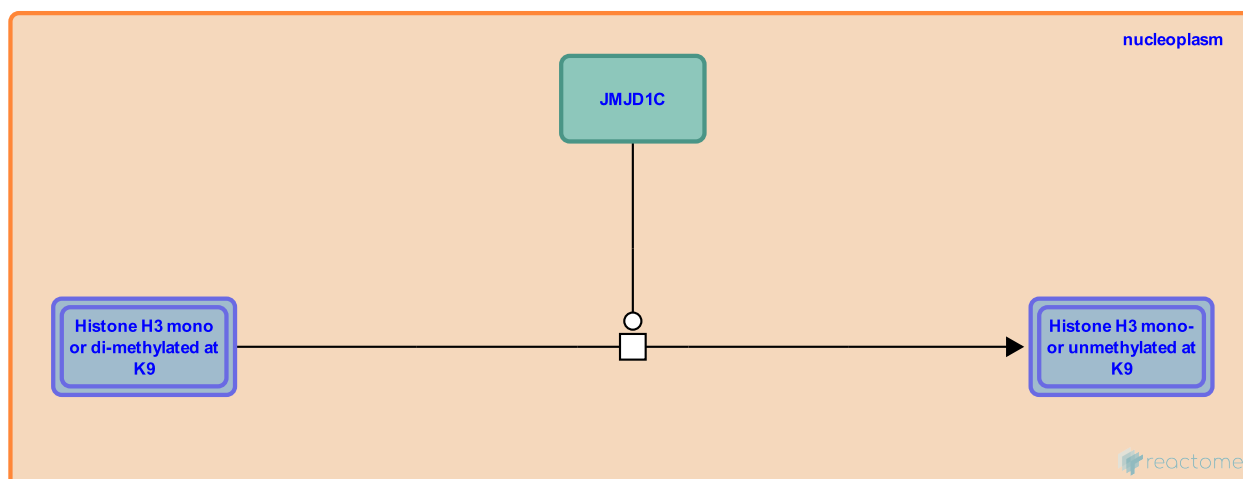 nucleoplasm
JMJD1C
Histone H3 mono
or di-methylated at
K9
Histone H3 mono-
or unmethylated at
K9
reactome